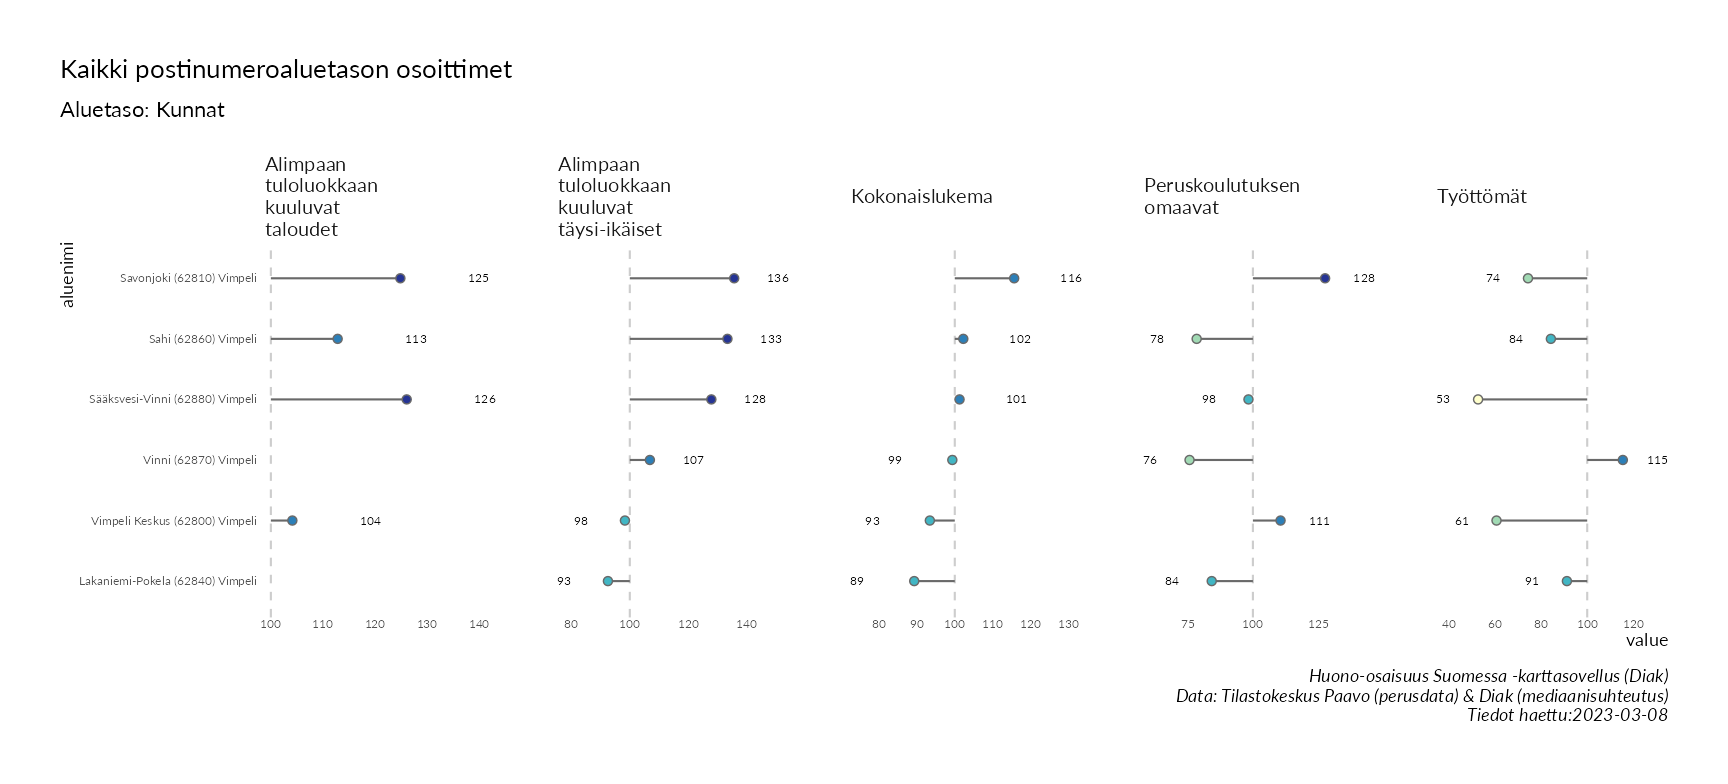 Kaikki postinumeroaluetason osoittimet
Aluetaso: Kunnat
Alimpaan
tuloluokkaan
kuuluvat
taloudet
Alimpaan
tuloluokkaan
kuuluvat
täysi-ikäiset
Kokonaislukema
Peruskoulutuksen
omaavat
Työttömät
aluenimi
Savonjoki (62810) Vimpeli 125 136 116 128 74
Sahi (62860) Vimpeli 113 133 102 78 84
Sääksvesi-Vinni (62880) Vimpeli 126 128 101 98 53
Vinni (62870) Vimpeli 107 99 76 115
Vimpeli Keskus (62800) Vimpeli 104 98 93 111 61
Lakaniemi-Pokela (62840) Vimpeli 93 89 84 91
100 110 120 130 140 80 100 120 140 80 90 100 110 120 130 75 100 125 40 60 80 100 120
value
Huono-osaisuus Suomessa -karttasovellus (Diak)
Data: Tilastokeskus Paavo (perusdata) & Diak (mediaanisuhteutus)
Tiedot haettu:2023-03-08